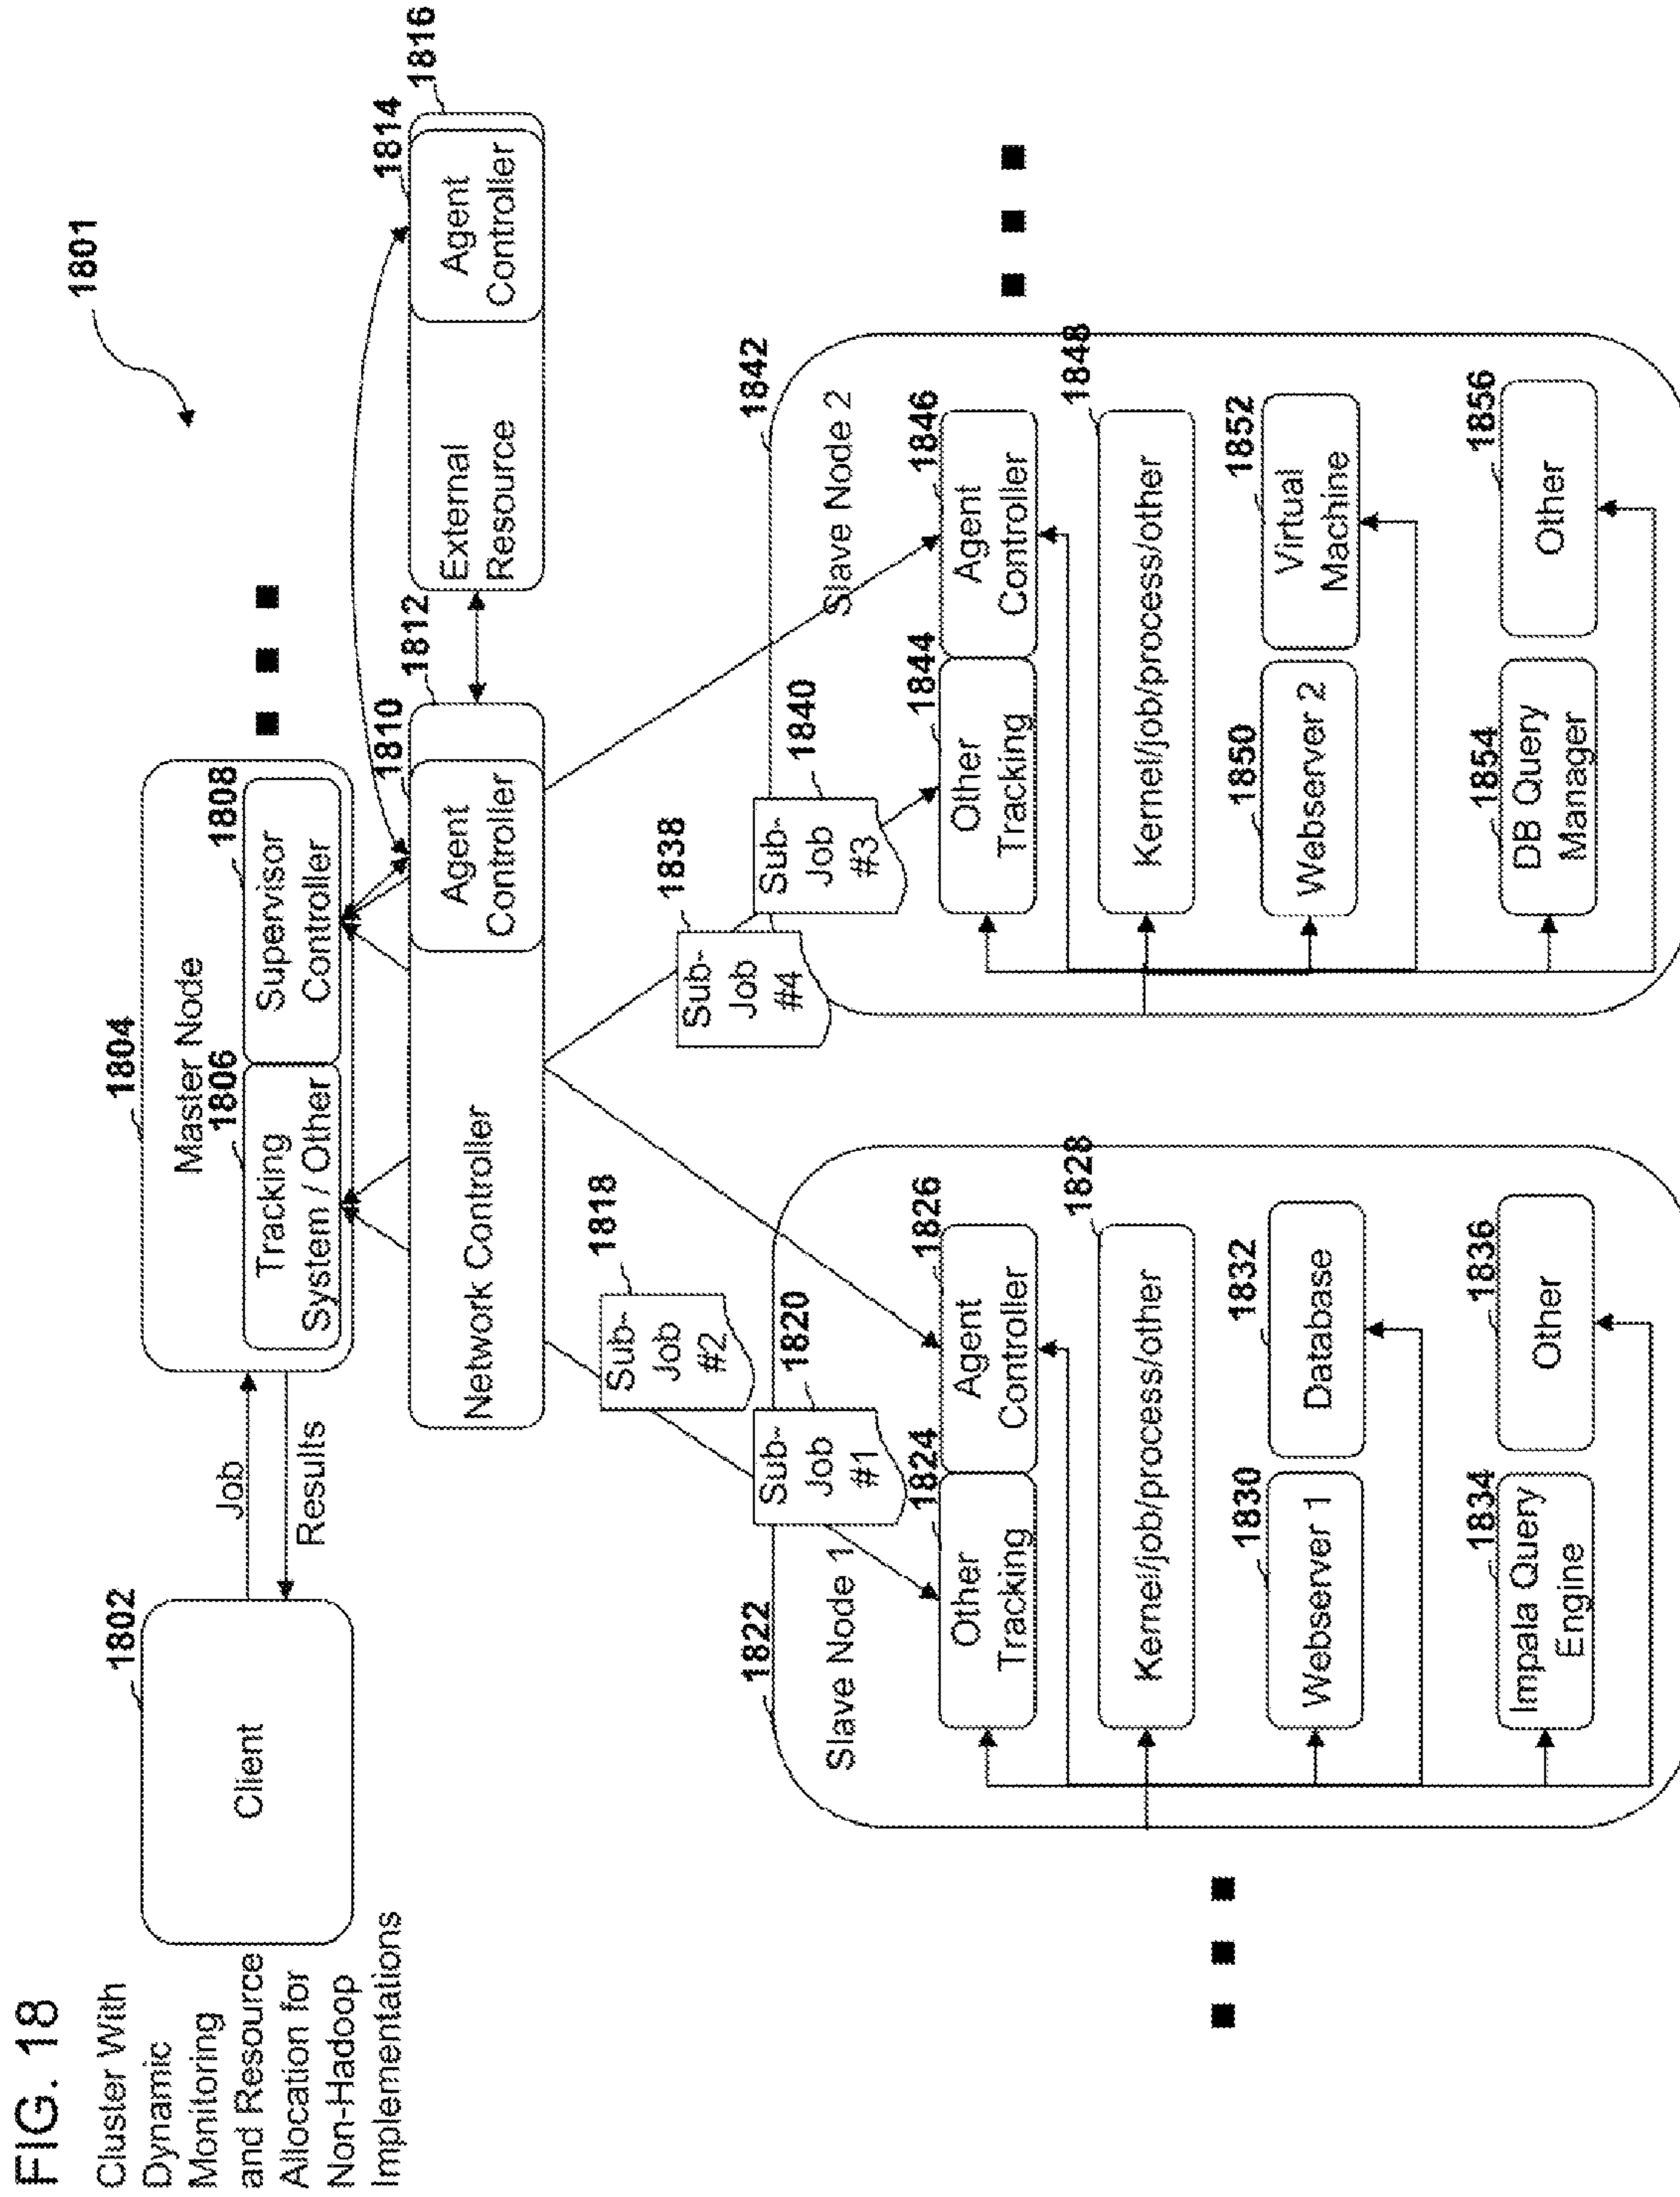 FIG. 18
Cluster With
Dynamic
Monitoring
and Resource
Allocation for
Non-Hadoop
Implementations
1801
1802
Client
Job
Results
1804
Master Node
1806
Tracking
System / Other
1808
Supervisor
Controller
Network Controller
1810
Agent
Controller
1812
External
Resource
1814
Agent
Controller
1816
1818
Sub-
Job
#2
1820
Sub-
Job
#1
1822
Slave Node 1
1824
Other
Tracking
1826
Agent
Controller
1828
Kernel/job/process/other
1830
Webserver 1
1832
Database
1834
Impala Query
Engine
1836
Other
1838
Sub-
Job
#4
1840
Sub-
Job
#3
1842
Slave Node 2
1844
Other
Tracking
1846
Agent
Controller
1848
Kernel/job/process/other
1850
Webserver 2
1852
Virtual
Machine
1854
DB Query
Manager
1856
Other